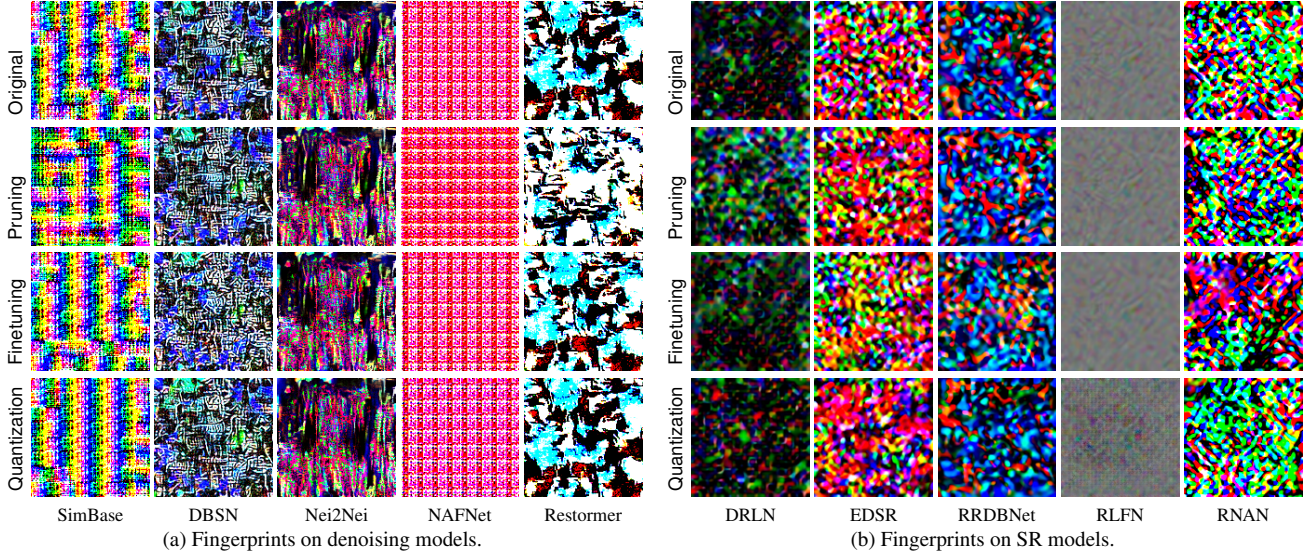 Original
Pruning
Finetuning
Quantization
SimBase DBSN Nei2Nei NAFNet Restormer
(a) Fingerprints on denoising models.
Original
Pruning
Finetuning
Quantization
DRLN EDSR RRDBNet RLFN RNAN
(b) Fingerprints on SR models.